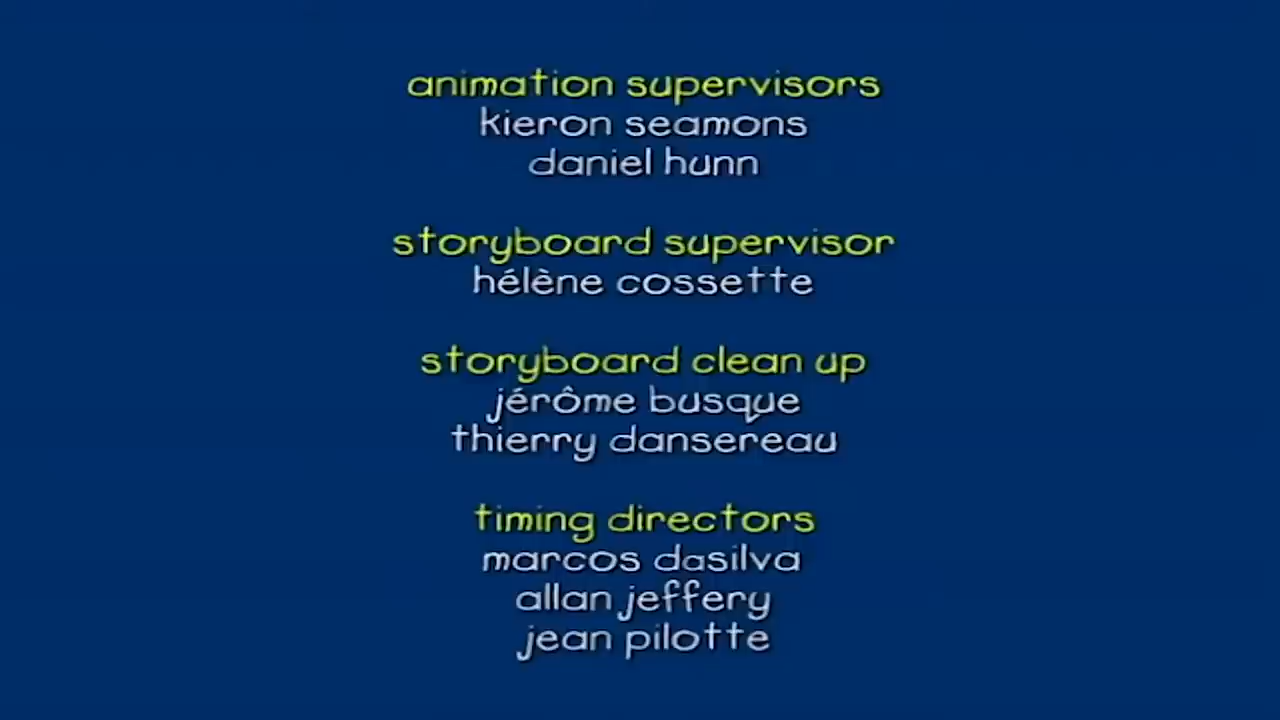 animation supervisors
kieron seamons
daniel hunn
storyboard supervisor
hélène cossette
storyboard clean up
jérôme busque
thierry dansereau
timing directors
marcos dasilva
allan jeffery
jean pilotte